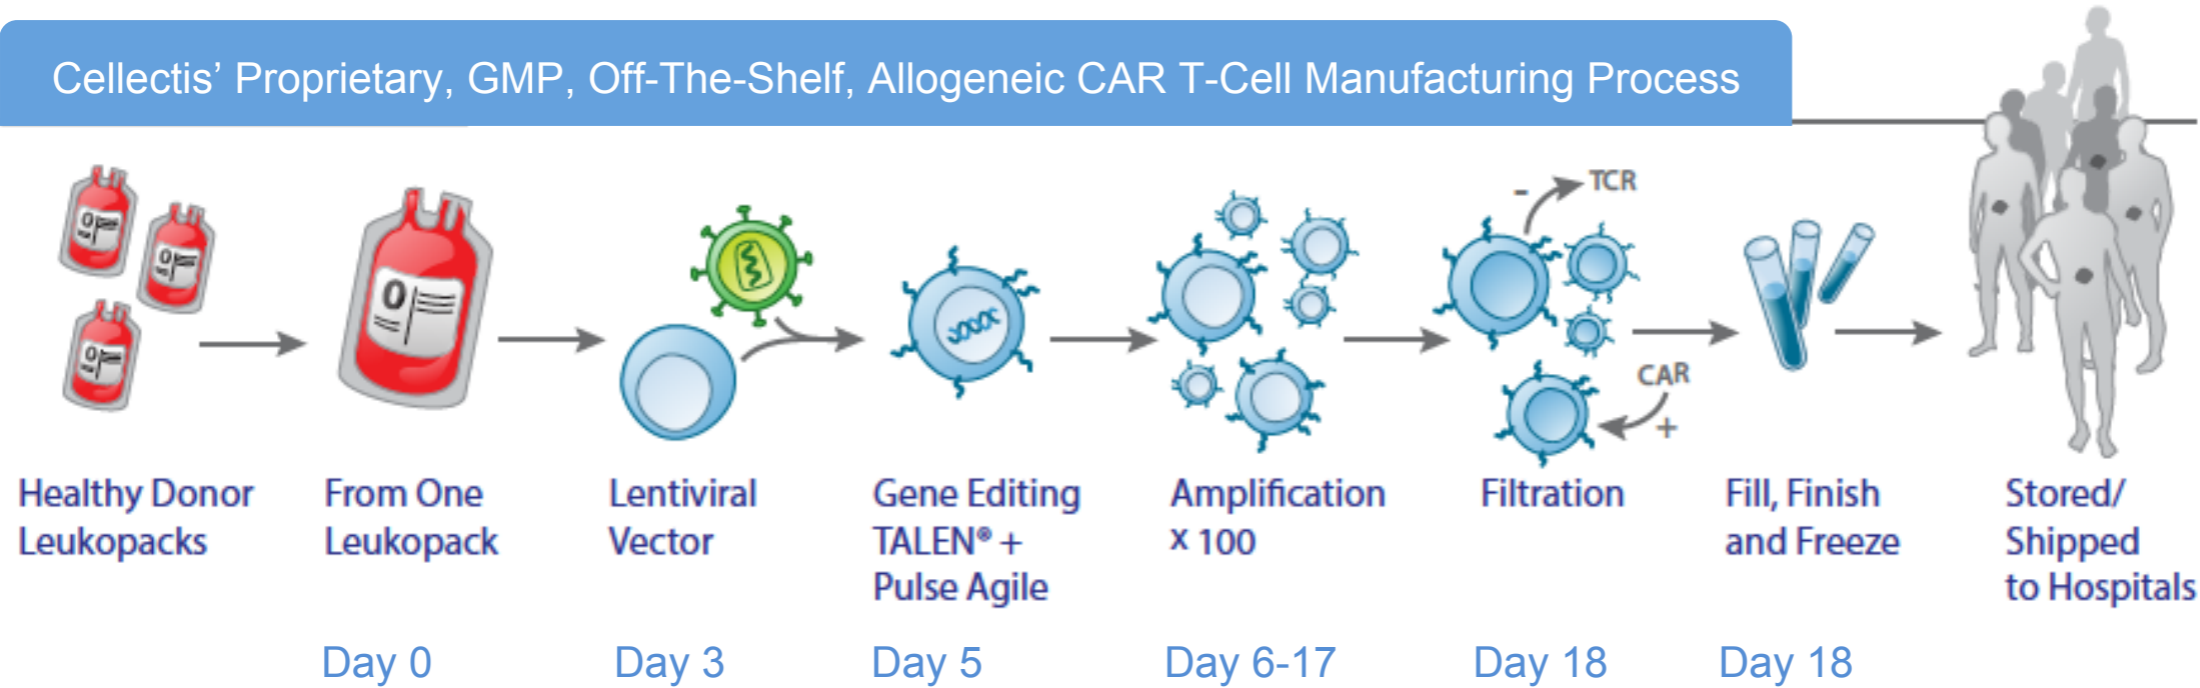 Cellectis’ Proprietary, GMP, Off-The-Shelf, Allogeneic CAR T-Cell Manufacturing Process
O
O
O
O
- TCR
CAR
+
Healthy Donor
Leukopacks
From One
Leukopack
Lentiviral
Vector
Gene Editing
TALEN® +
Pulse Agile
Amplification
x 100
Filtration
Fill, Finish
and Freeze
Stored/
Shipped
to Hospitals
Day 0
Day 3
Day 5
Day 6-17
Day 18
Day 18